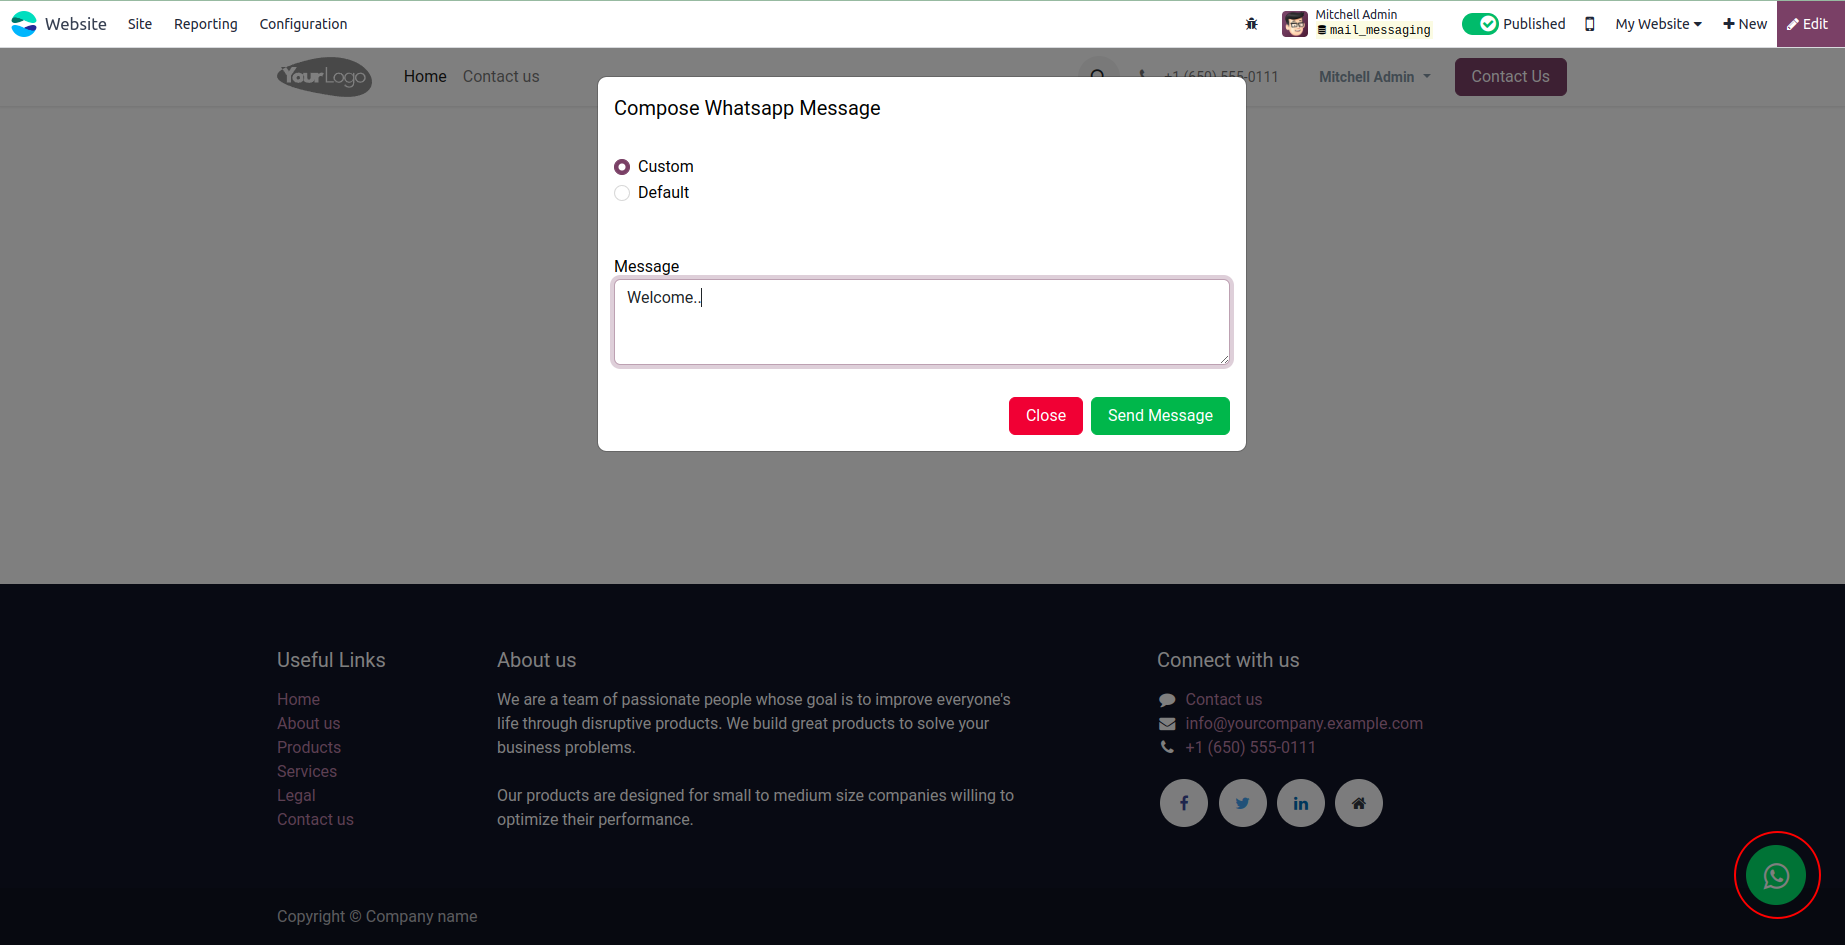 Website Site Reporting Configuration Mitchell Admin mail_messaging Published My Website New Edit
YourLogo Home Contact us +1 (650) 555-0111 Mitchell Admin Contact Us
Compose Whatsapp Message
Custom
Default
Message
Welcome..
Close Send Message
Useful Links
Home
About us
Products
Services
Legal
Contact us
About us
We are a team of passionate people whose goal is to improve everyone's
life through disruptive products. We build great products to solve your
business problems.
Our products are designed for small to medium size companies willing to
optimize their performance.
Connect with us
Contact us
info@yourcompany.example.com
+1 (650) 555-0111
Copyright © Company name